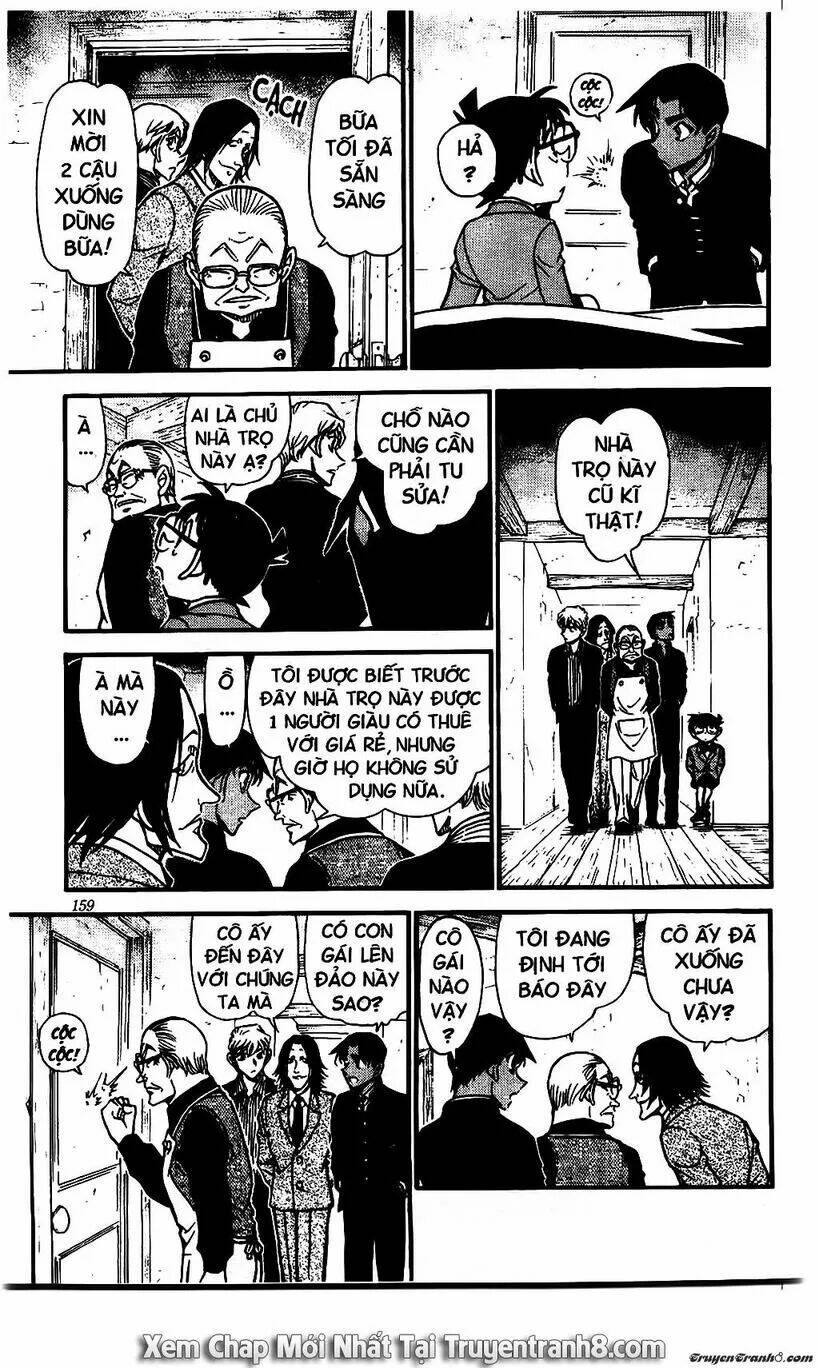 CỘC
CỘC!
HẢ
?
CẠCH
BỮA
TỐI ĐÃ
SẴN
SÀNG
XIN
MỜI
2 CẬU
XUỐNG
DÙNG
BỮA!
NHÀ
TRỌ NÀY
CŨ KĨ
THẬT!
CHỖ NÀO
CŨNG CẦN
PHẢI TU
SỬA!
AI LÀ CHỦ
NHÀ TRỌ
NÀY Ạ?
À
...
TÔI ĐƯỢC BIẾT TRƯỚC
ĐÂY NHÀ TRỌ NÀY ĐƯỢC
1 NGƯỜI GIÀU CÓ THUÊ
VỚI GIÁ RẺ, NHƯNG
GIỜ HỌ KHÔNG SỬ
DỤNG NỮA.
Ồ
...
À MÀ
NÀY
...
159
CÔ ẤY ĐÃ
XUỐNG
CHƯA
VẬY?
TÔI ĐANG
ĐỊNH TỚI
BÁO ĐÂY
CÔ
GÁI
NÀO
VẬY
?
CÓ CON
GÁI LÊN
ĐẢO NÀY
SAO?
CÔ ẤY
ĐẾN ĐÂY
VỚI CHÚNG
TA MÀ
CỘC
CỘC!
Xem Chap Mới Nhất Tại Truyentranh8.com
TruyenTranh8.com